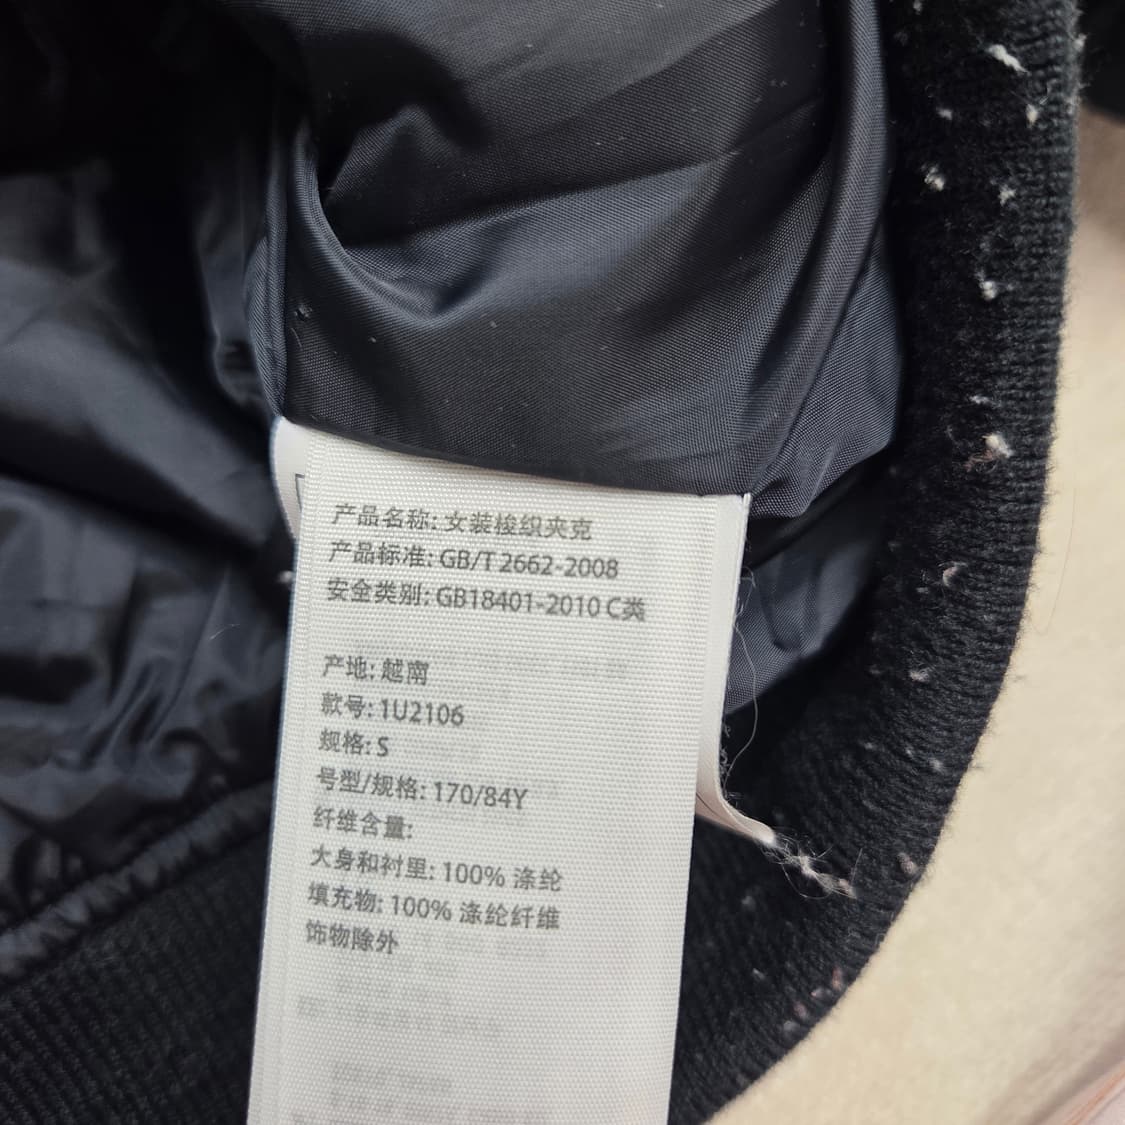 产品名称: 女装梭织夹克
产品标准: GB/T 2662-2008
安全类别: GB18401-2010 C类
产地: 越南
款号: 1U2106
规格: S
号型/规格: 170/84Y
纤维含量:
大身和衬里: 100% 涤纶
填充物: 100% 涤纶纤维
饰物除外